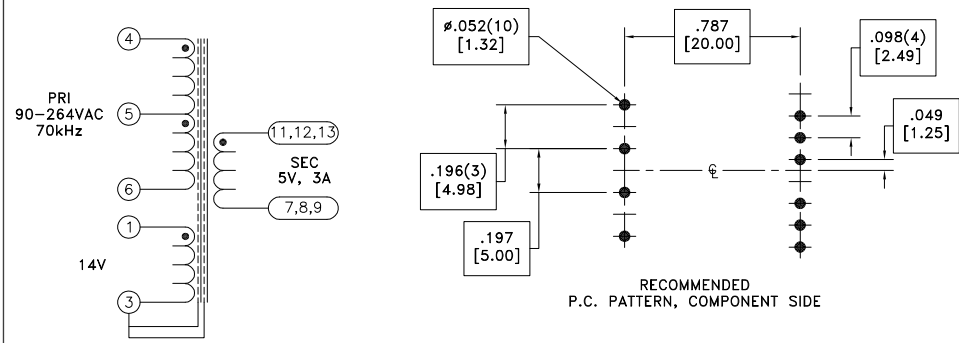 4
PRI
90-264VAC
70kHz
5
6
1
14V
3
11,12,13
SEC
5V, 3A
7,8,9
ø.052(10)
[1.32]
.787
[20.00]
.098(4)
[2.49]
.049
[1.25]
.196(3)
[4.98]
.197
[5.00]
℄
RECOMMENDED
P.C. PATTERN, COMPONENT SIDE